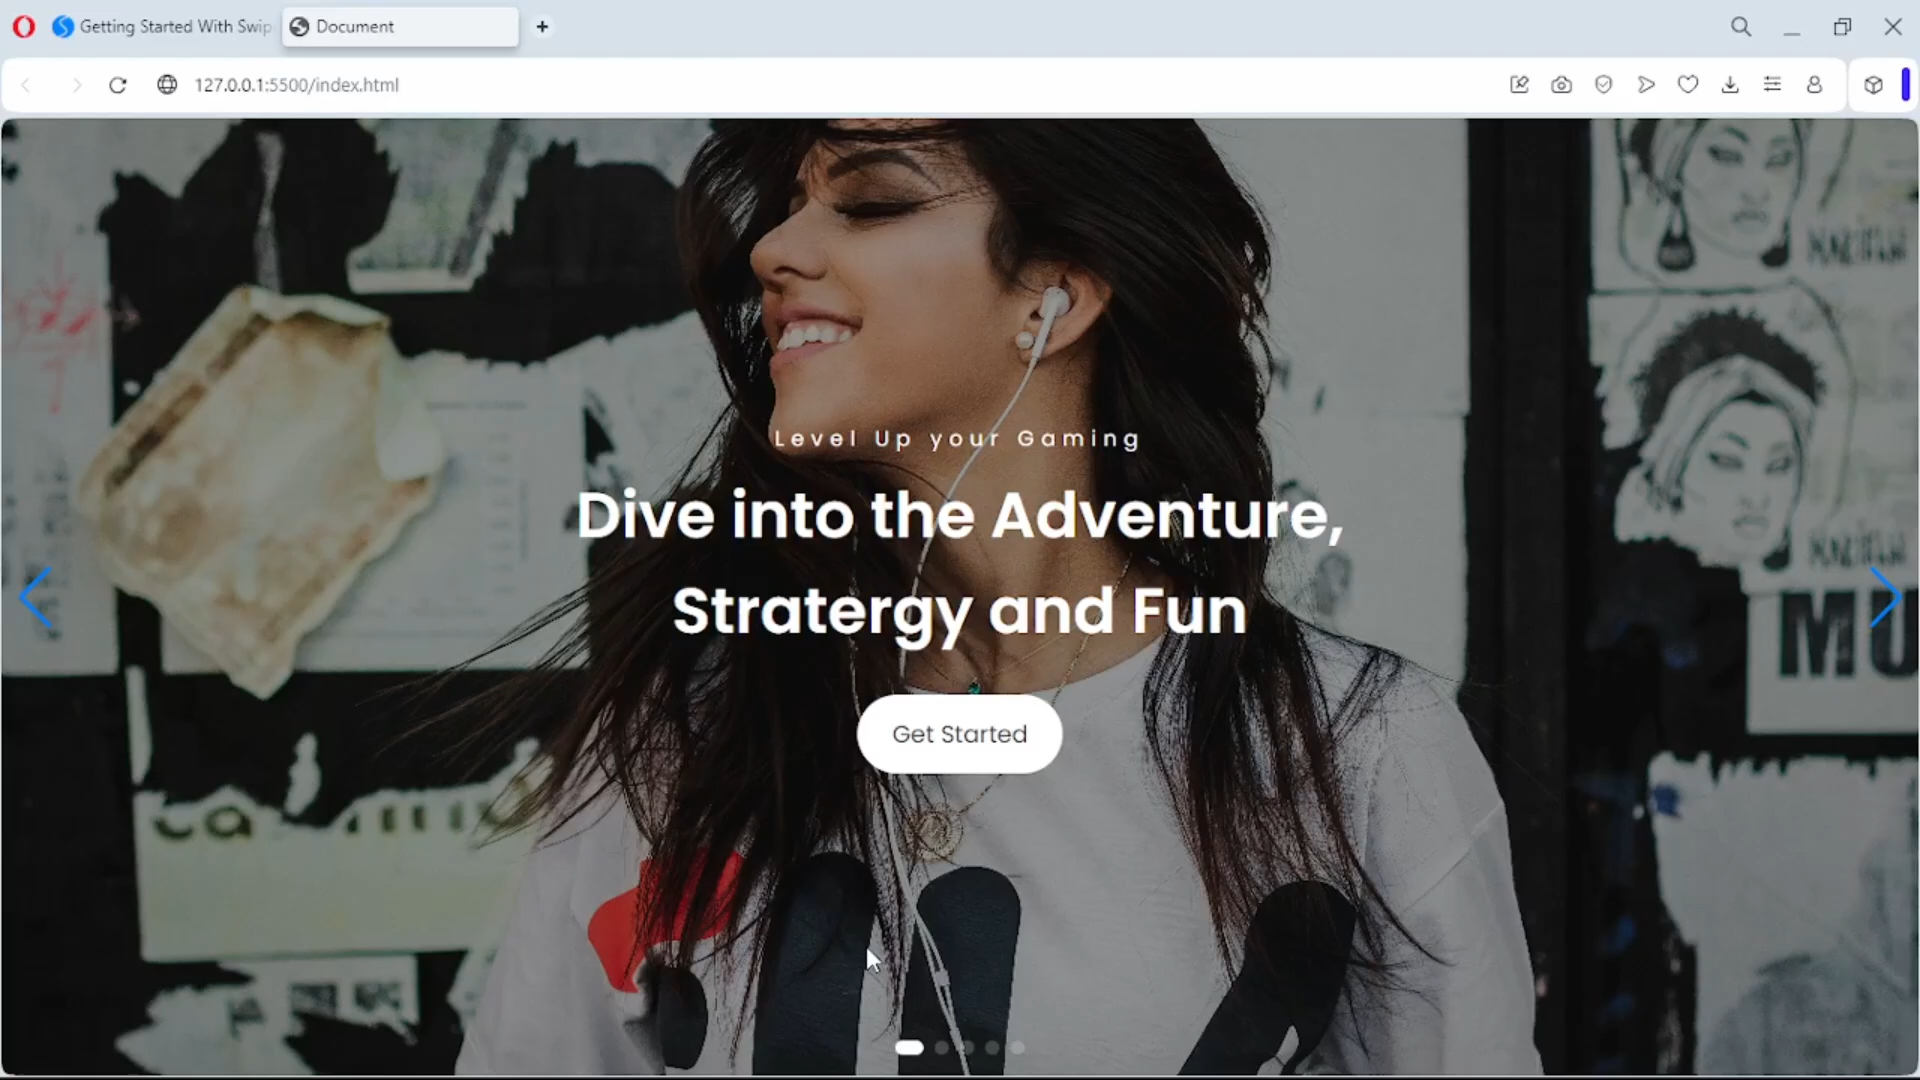 Getting Started With Swip
Document
127.0.0.1:5500/index.html
Level Up your Gaming
Dive into the Adventure,
Stratergy and Fun
Get Started
MU